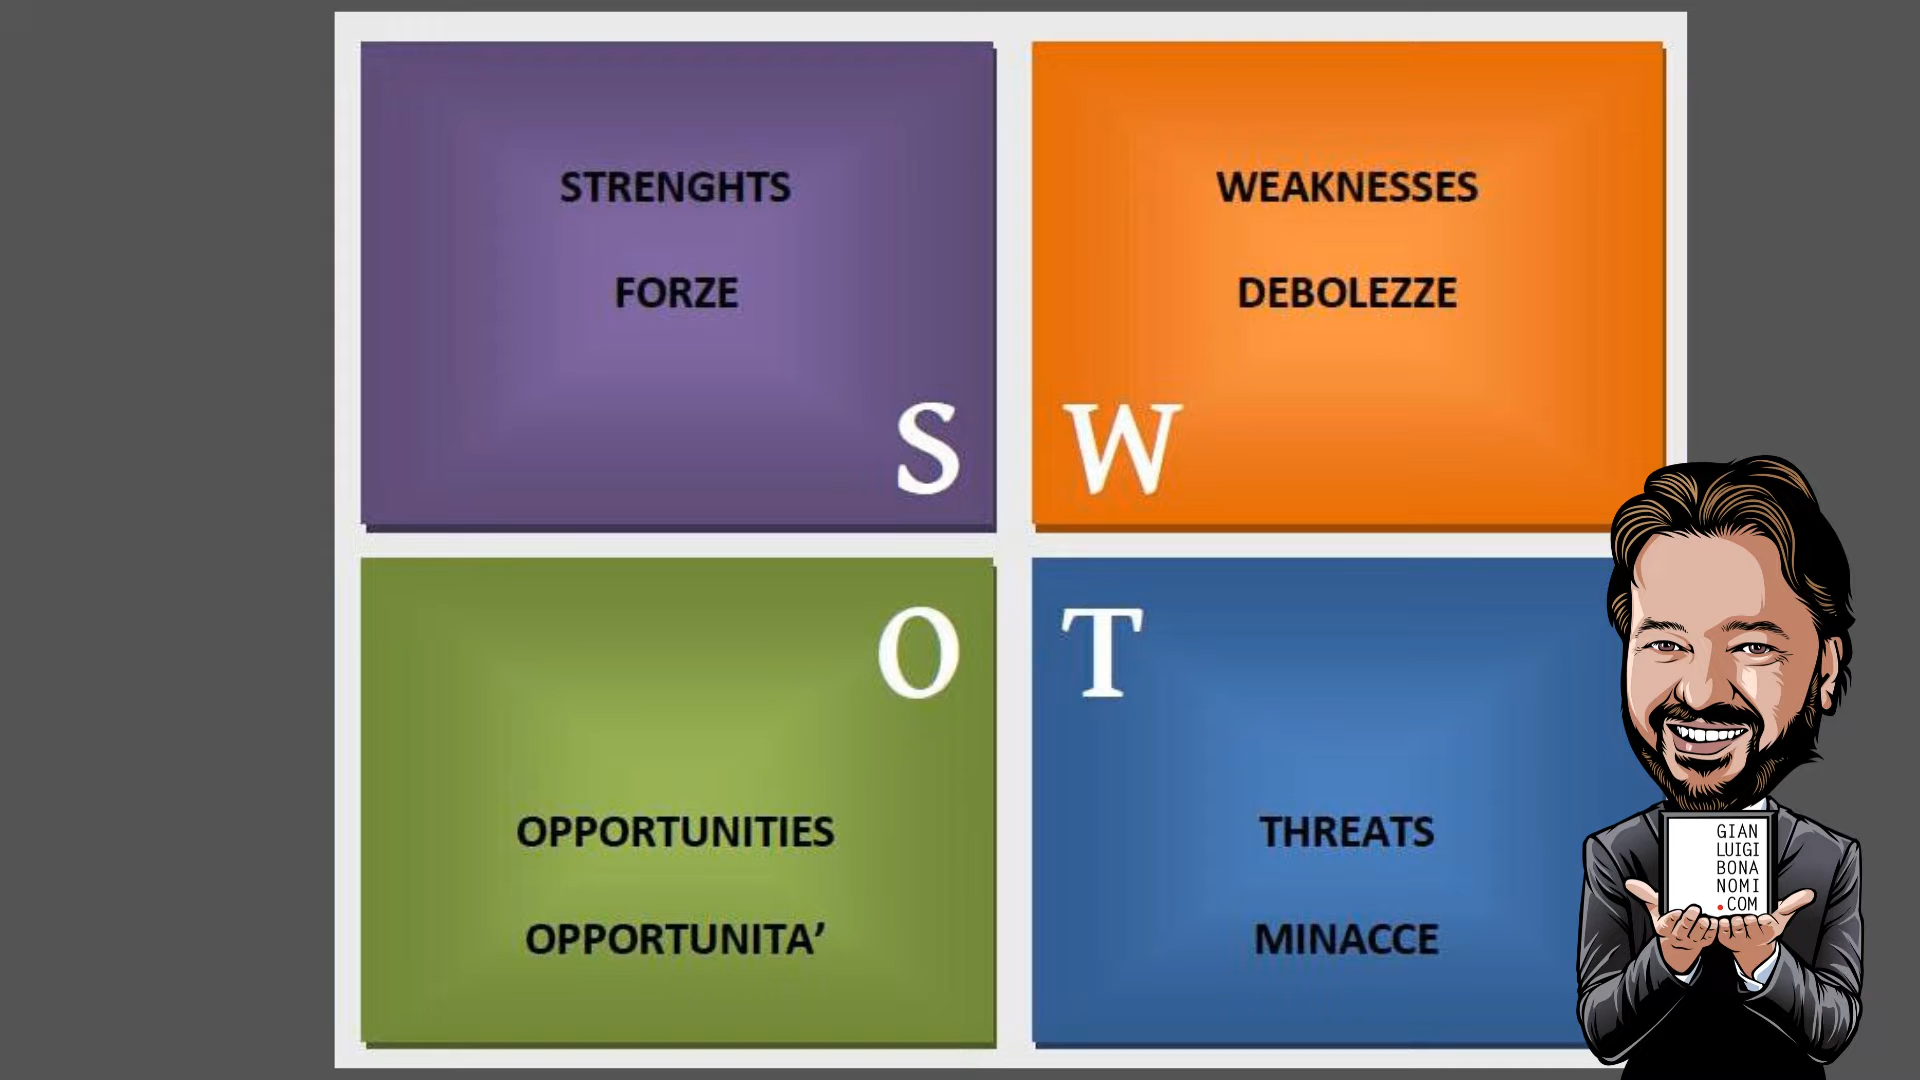 STRENGHTS
FORZE
S
WEAKNESSES
DEBOLEZZE
W
O
OPPORTUNITIES
OPPORTUNITA’
T
THREATS
MINACCE
GIAN
LUIGI
BONA
NOMI
.COM